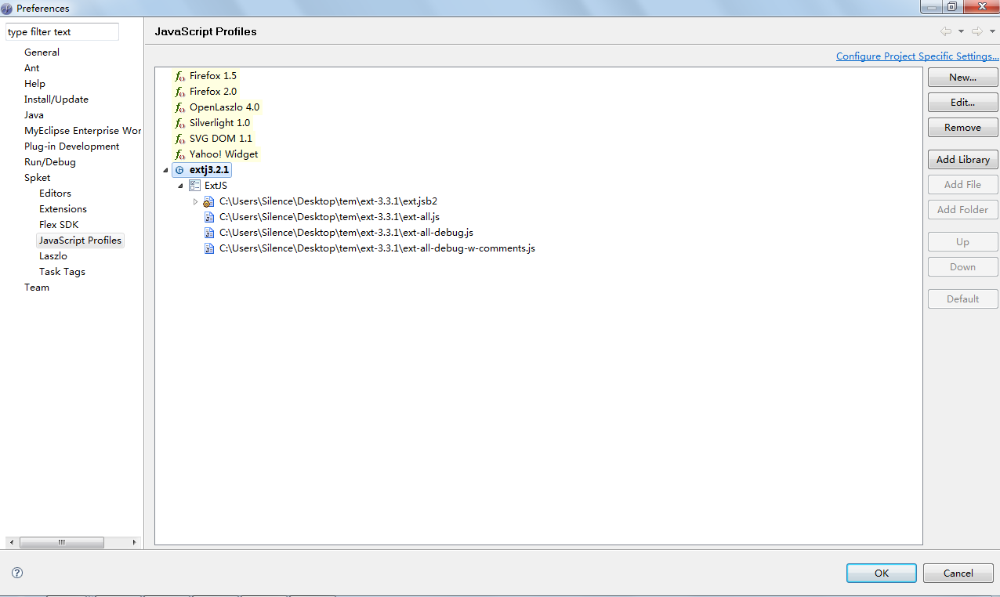 Preferences
type filter text
General
Ant
Help
Install/Update
Java
MyEclipse Enterprise Wor
Plug-in Development
Run/Debug
Spket
Editors
Extensions
Flex SDK
JavaScript Profiles
Laszlo
Task Tags
Team
JavaScript Profiles
Configure Project Specific Settings...
Firefox 1.5
Firefox 2.0
OpenLaszlo 4.0
Silverlight 1.0
SVG DOM 1.1
Yahoo! Widget
extj3.2.1
ExtJS
C:\Users\Silence\Desktop\tem\ext-3.3.1\ext.jsb2
C:\Users\Silence\Desktop\tem\ext-3.3.1\ext-all.js
C:\Users\Silence\Desktop\tem\ext-3.3.1\ext-all-debug.js
C:\Users\Silence\Desktop\tem\ext-3.3.1\ext-all-debug-w-comments.js
New...
Edit...
Remove
Add Library
Add File
Add Folder
Up
Down
Default
OK
Cancel